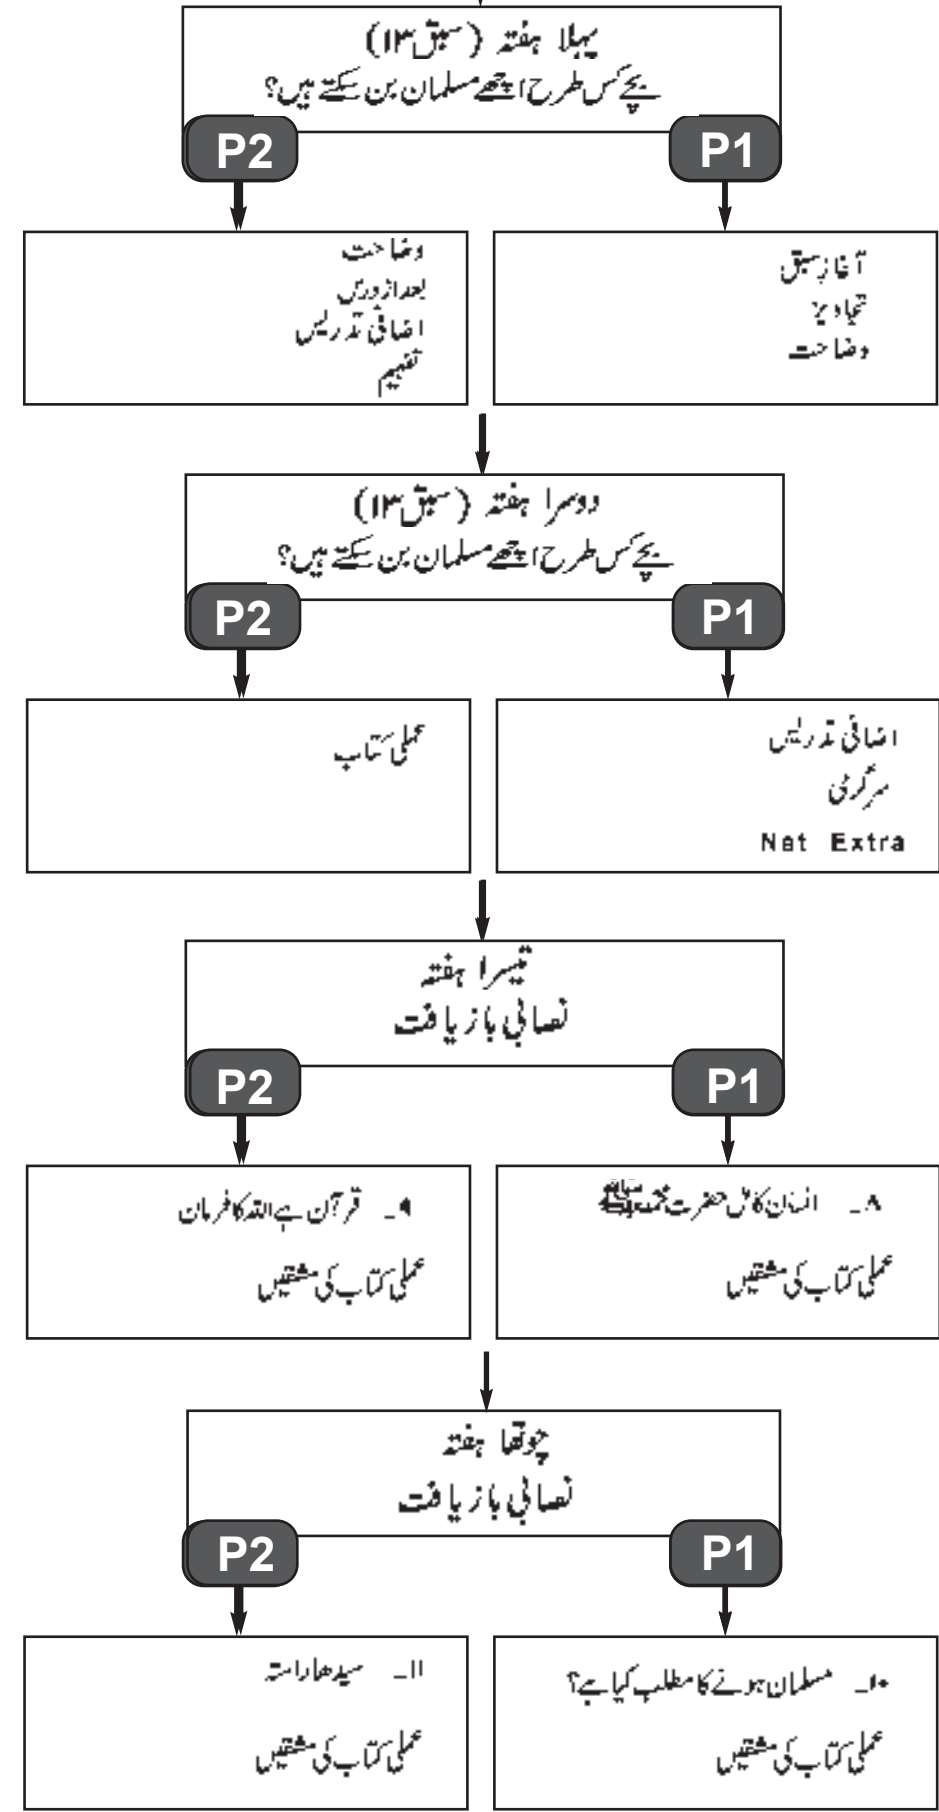 پہلا ہفتہ (سبق ۱۳)
بچے کس طرح اچھے مسلمان بن سکتے ہیں؟
P1
P2
آغازِ سبق
تجاویز
وضاحت
وضاحت
بعد از درس
اضافی تدریس
تفہیم
دوسرا ہفتہ (سبق ۱۳)
بچے کس طرح اچھے مسلمان بن سکتے ہیں؟
P1
P2
اضافی تدریس
سرگرمی
Net Extra
عملی کتاب
تیسرا ہفتہ
نصابی بازیافت
P1
P2
۸۔ انسان کامل حضرت محمد ﷺ
عملی کتاب کی مشقیں
۹۔ قرآن ہے اللہ کا فرمان
عملی کتاب کی مشقیں
چوتھا ہفتہ
نصابی بازیافت
P1
P2
۱۰۔ مسلمان ہونے کا مطلب کیا ہے؟
عملی کتاب کی مشقیں
۱۱۔ سیدھا راستہ
عملی کتاب کی مشقیں